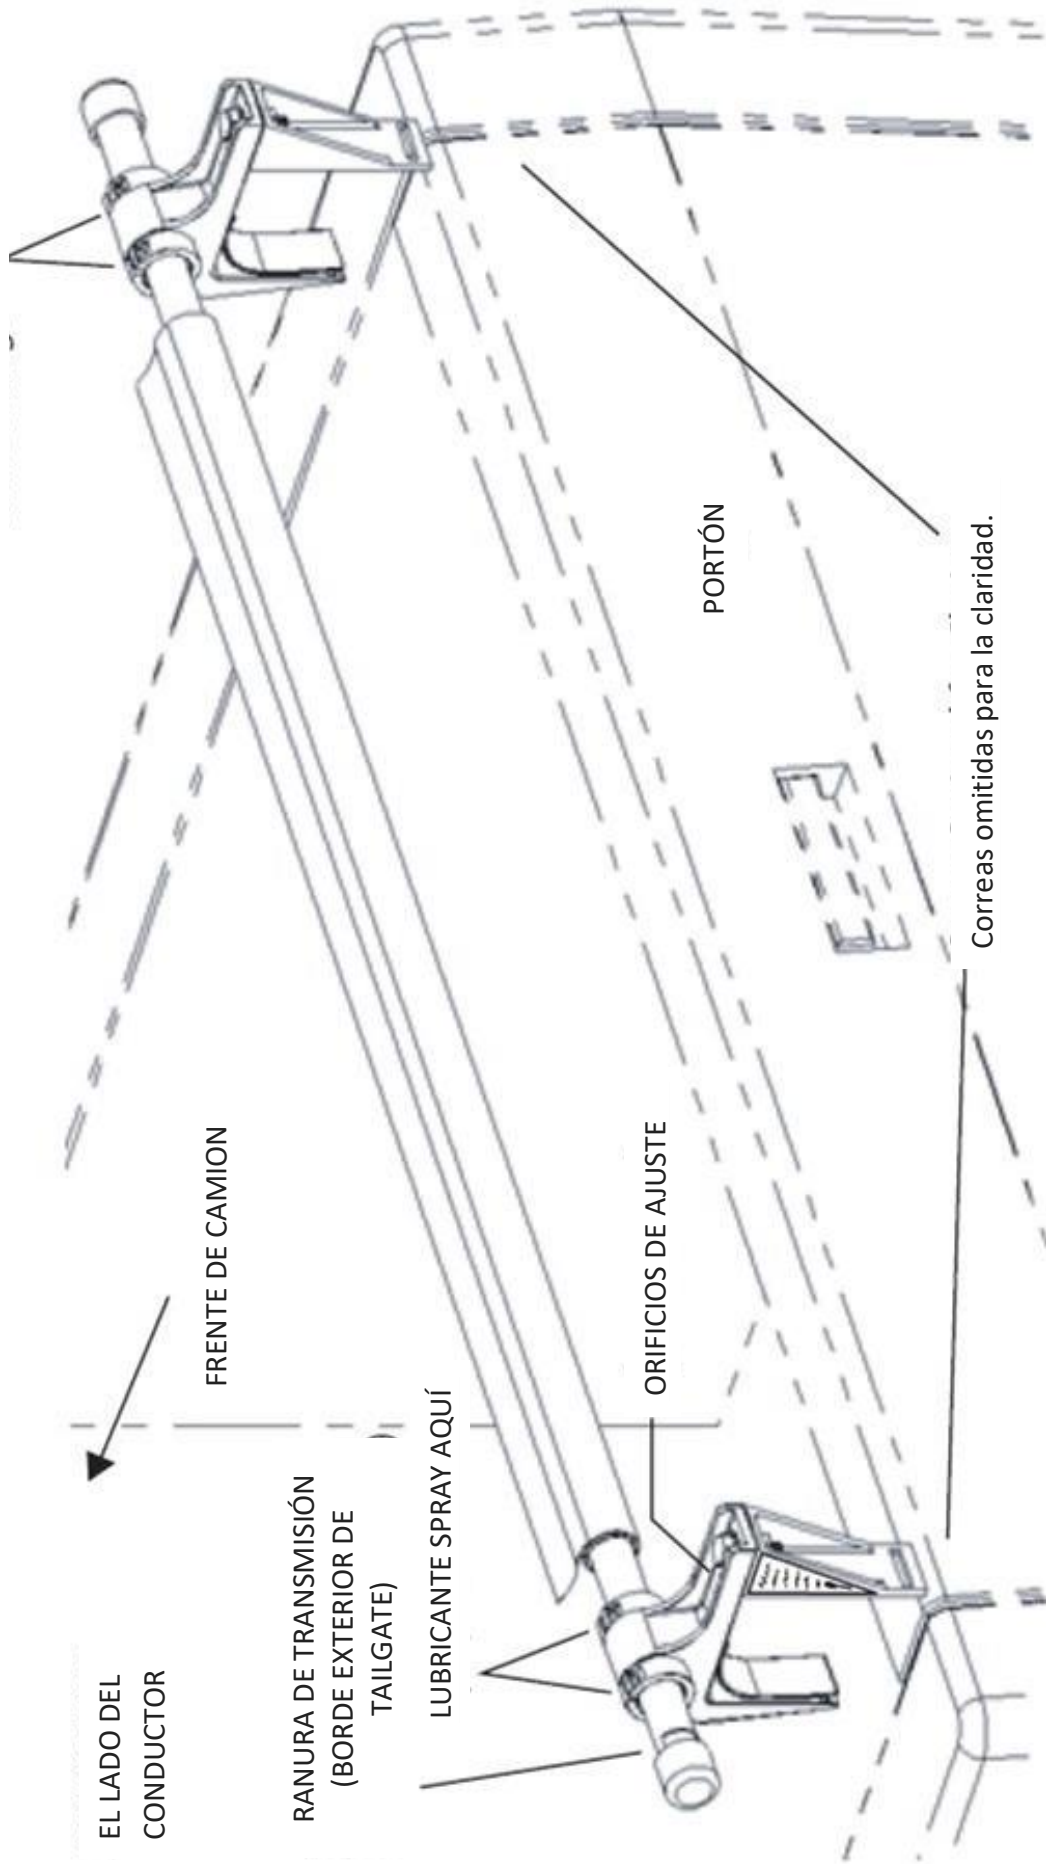 EL LADO DEL
CONDUCTOR
FRENTE DE CAMION
RANURA DE TRANSMISIÓN
(BORDE EXTERIOR DE
TAILGATE)
LUBRICANTE SPRAY AQUÍ
ORIFICIOS DE AJUSTE
PORTÓN
Correas omitidas para la claridad.